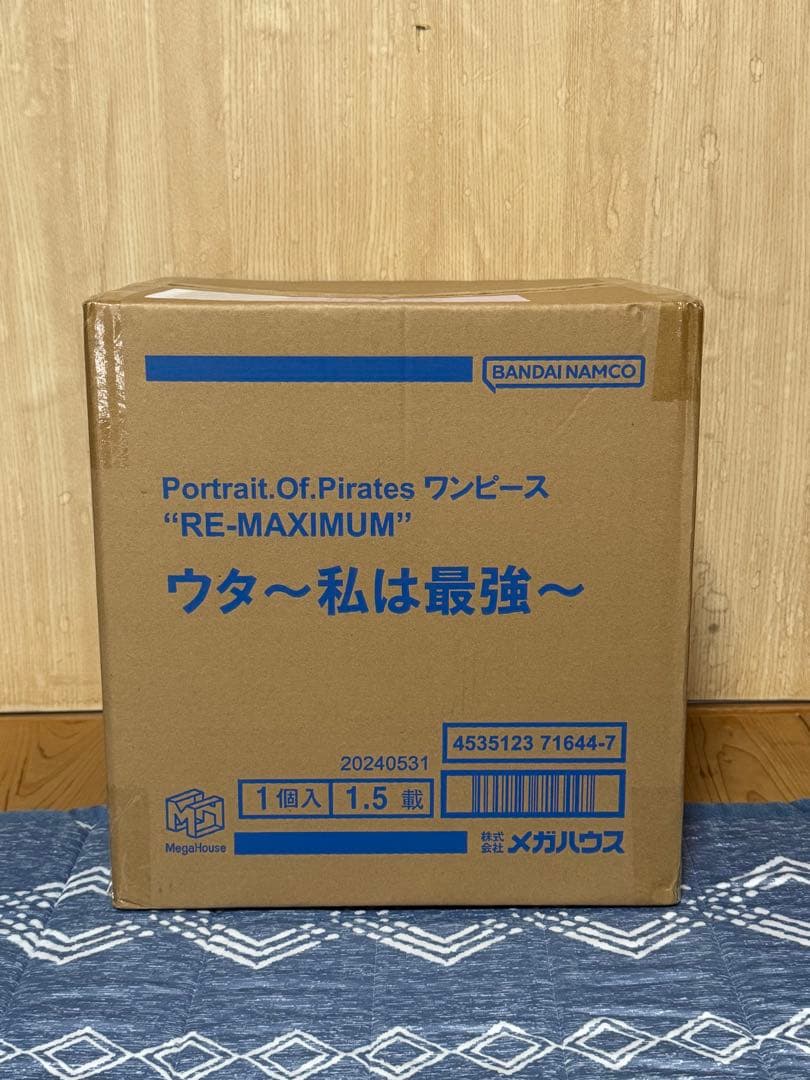 BANDAI NAMCO
Portrait.Of.Pirates ワンピース
“RE-MAXIMUM”
ウタ～私は最強～
4535123 71644-7
20240531
1個入 1.5 載
MegaHouse
株式会社 メガハウス